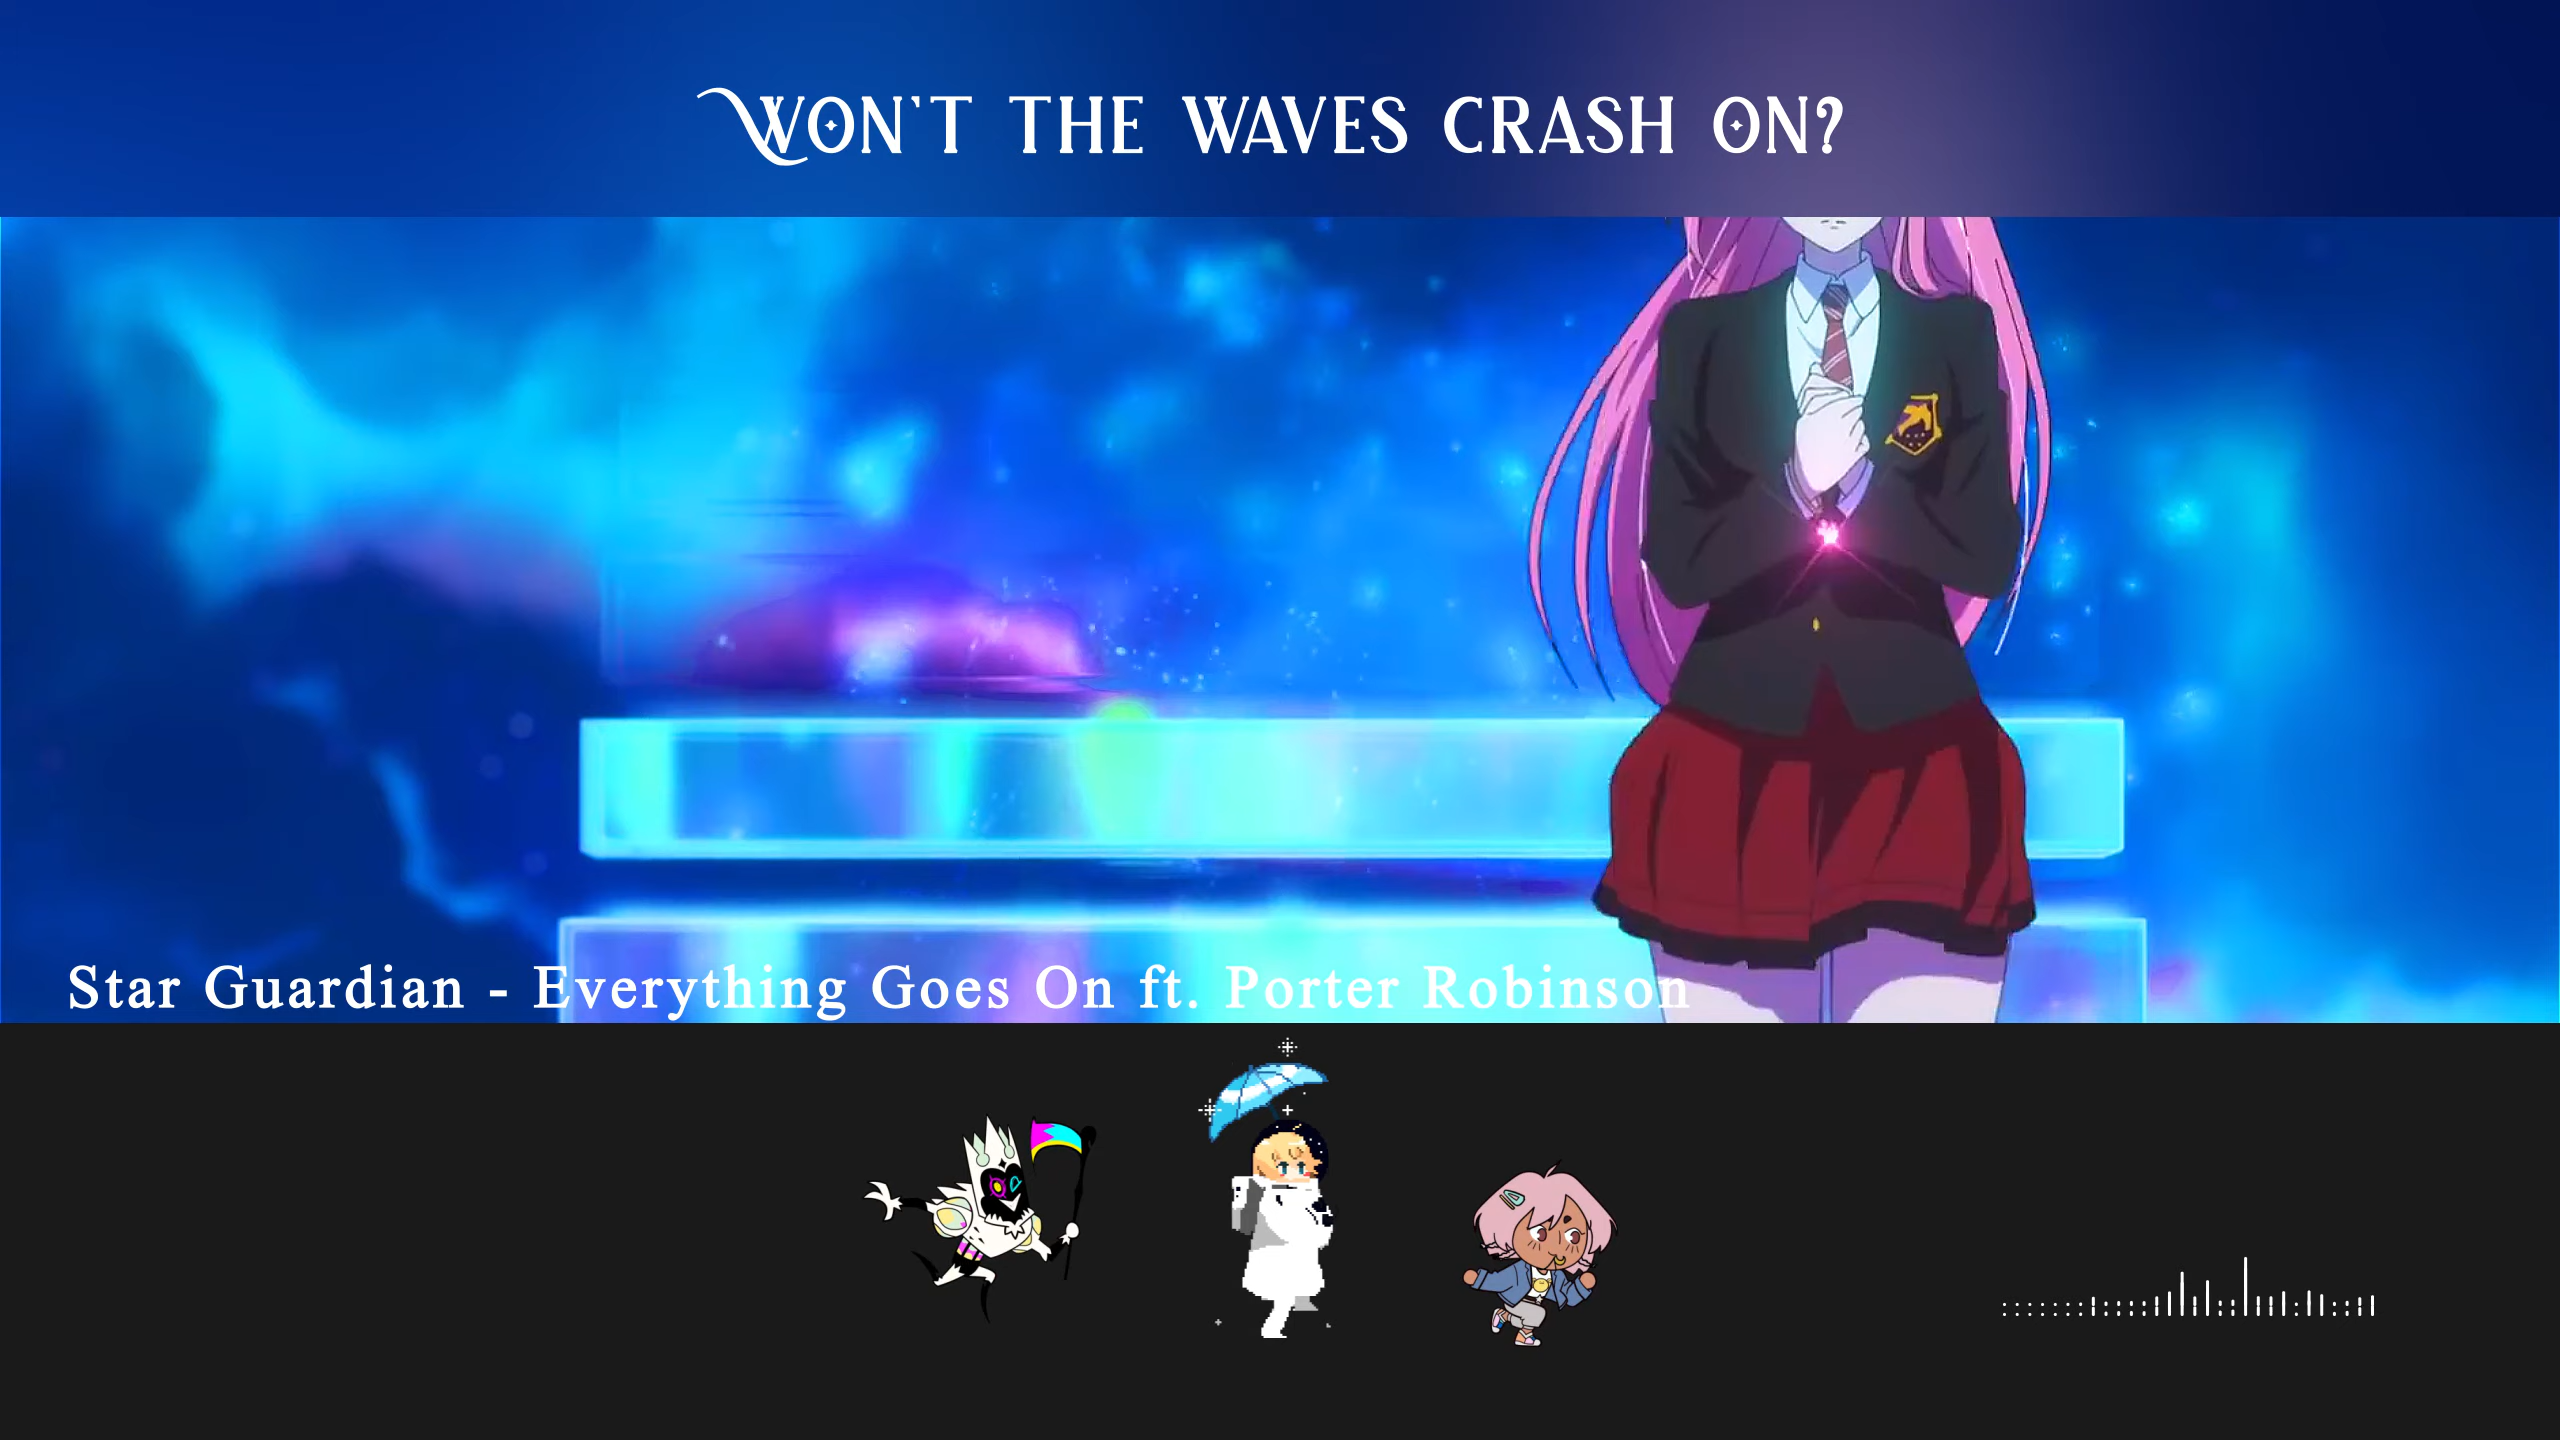 WON'T THE WAVES CRASH ON?
Star Guardian - Everything Goes On ft. Porter Robinson